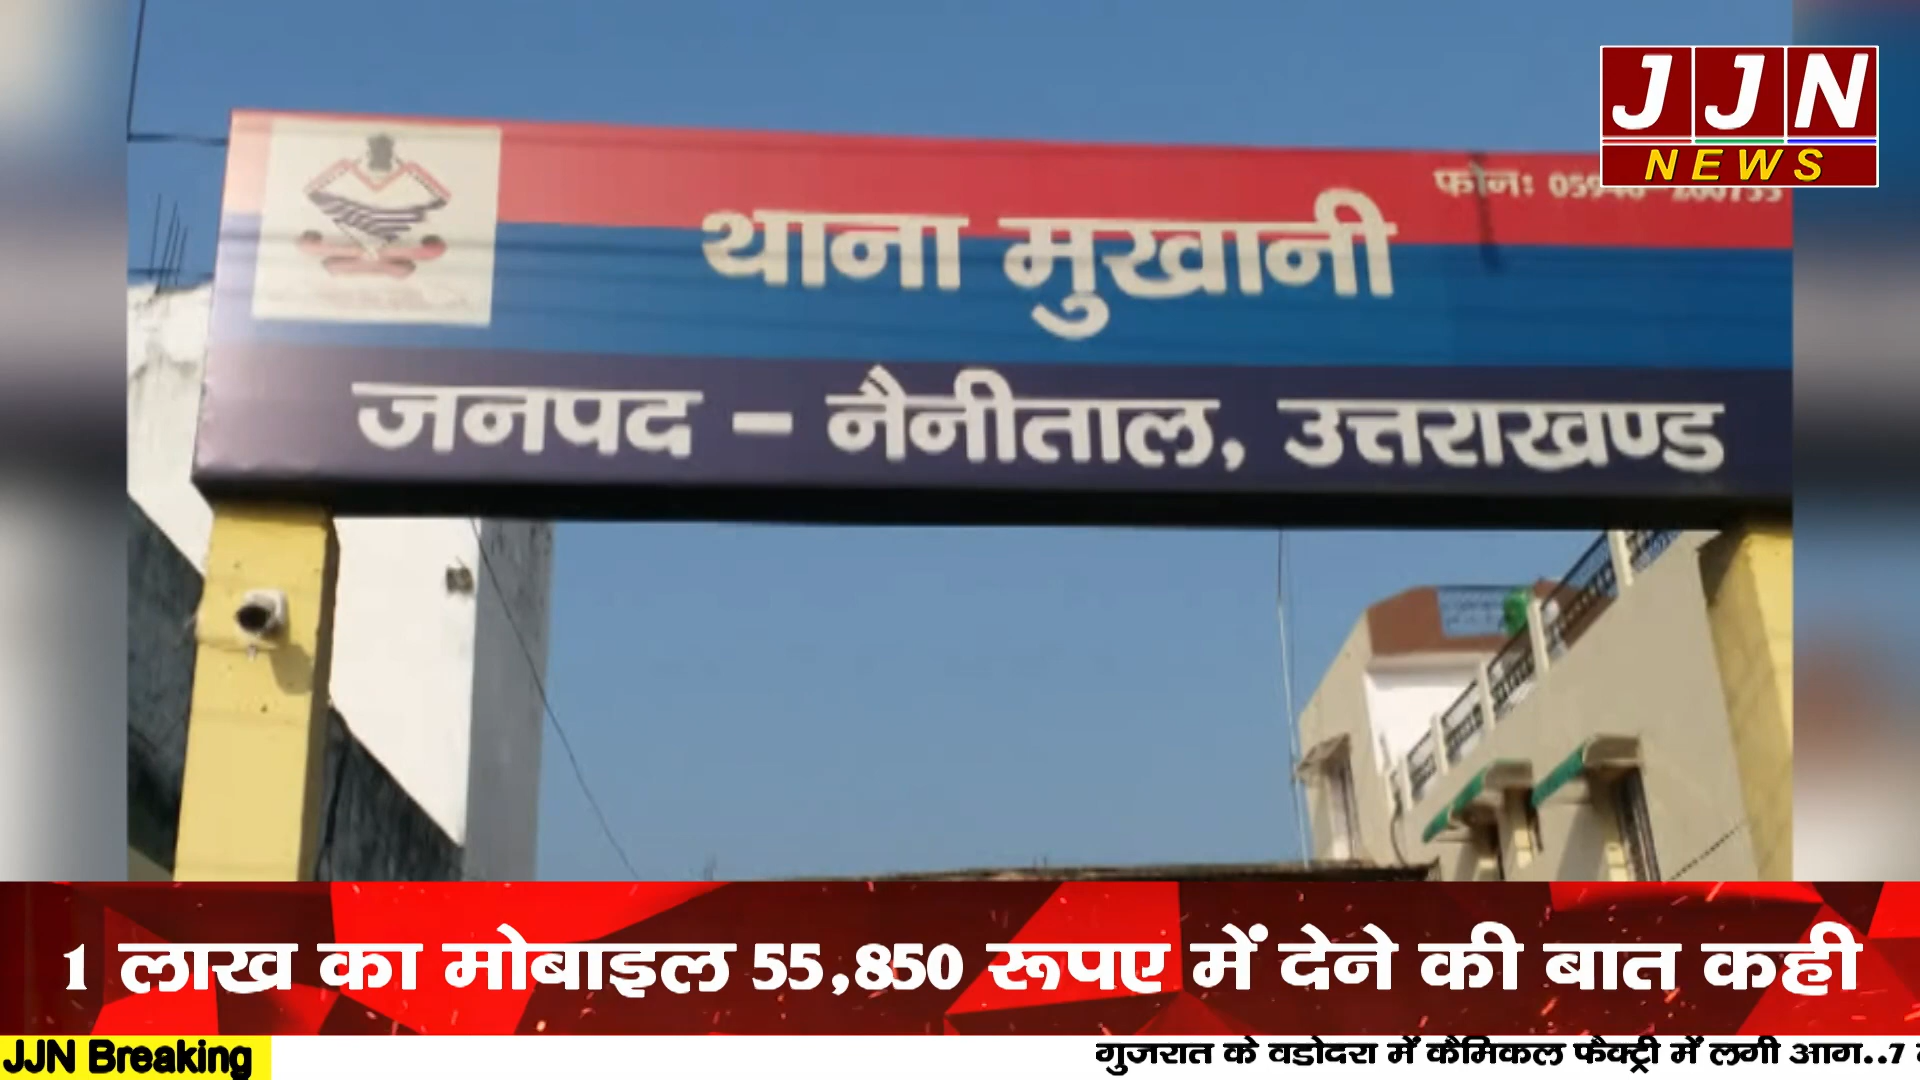 JJN
NEWS
फोनः
थाना मुखानी
जनपद - नैनीताल, उत्तराखण्ड
1 लाख का मोबाइल 55,850 रूपए में देने की बात कही
JJN Breaking
गुजरात के वडोदरा में कैमिकल फैक्ट्री में लगी आग..7